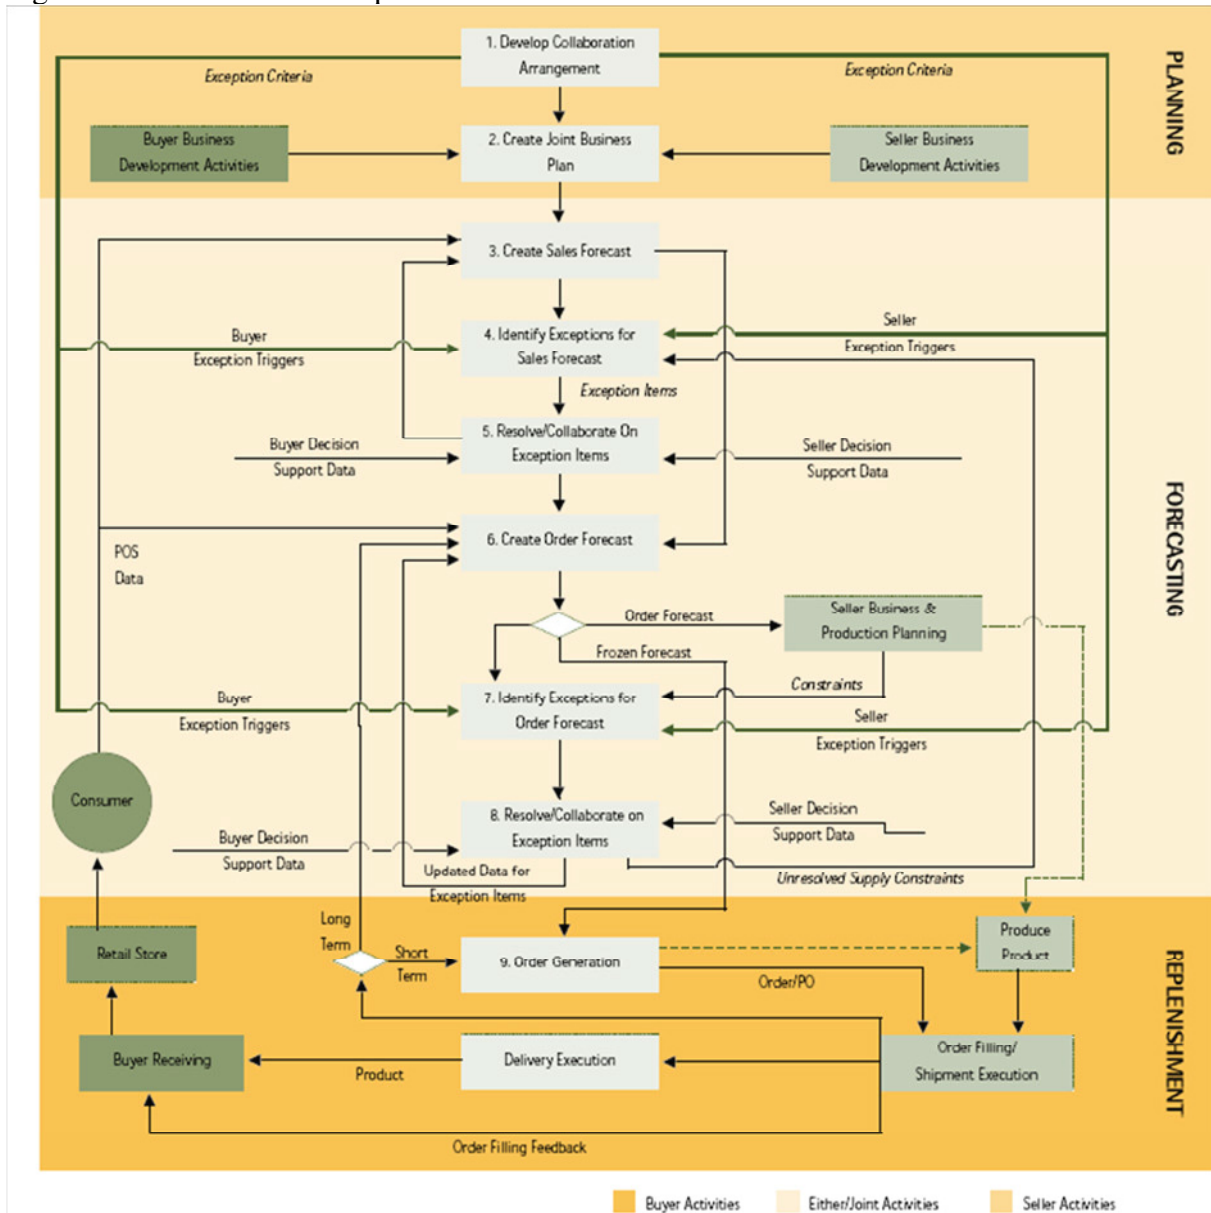 1. Develop Collaboration
Arrangement
Exception Criteria
Exception Criteria
PLANNING
Buyer Business
Development Activities
2. Create Joint Business
Plan
Seller Business
Development Activities
3. Create Sales Forecast
Buyer
Exception Triggers
4. Identify Exceptions for
Sales Forecast
Seller
Exception Triggers
Exception Items
Buyer Decision
Support Data
5. Resolve/Collaborate On
Exception Items
Seller Decision
Support Data
FORECASTING
POS
Data
6. Create Order Forecast
Order Forecast
Seller Business &
Production Planning
Frozen Forecast
Constraints
Buyer
Exception Triggers
7. Identify Exceptions for
Order Forecast
Seller
Exception Triggers
Consumer
Buyer Decision
Support Data
8. Resolve/Collaborate on
Exception Items
Seller Decision
Support Data
Updated Data for
Exception Items
Unresolved Supply Constraints
Retail Store
Long
Term
Short
Term
9. Order Generation
Order/PO
Produce
Product
REPLENISHMENT
Buyer Receiving
Product
Delivery Execution
Order Filling/
Shipment Execution
Order Filling Feedback
Buyer Activities
Either/Joint Activities
Seller Activities